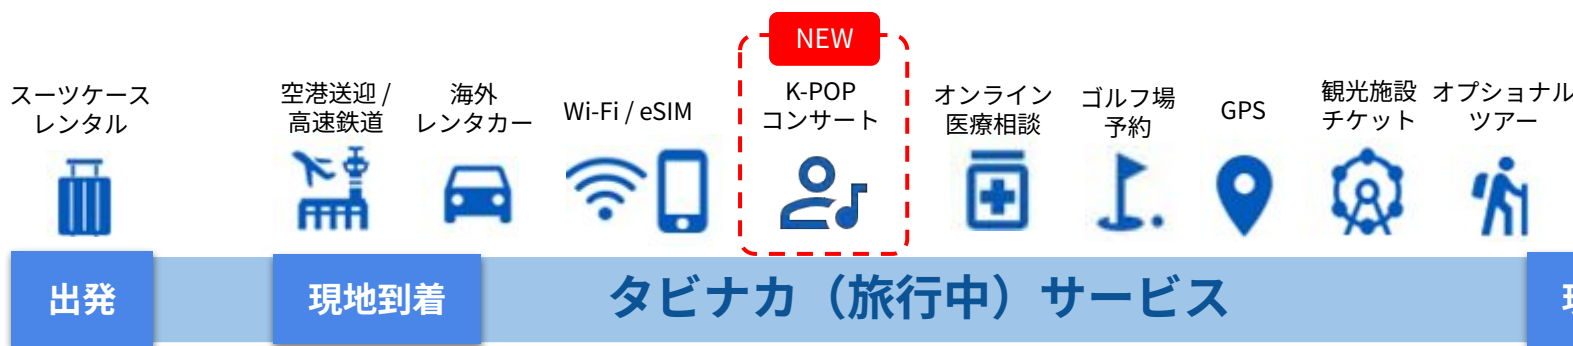 NEW
スーツケース
レンタル
空港送迎 /
高速鉄道
海外
レンタカー
Wi-Fi / eSIM
K-POP
コンサート
オンライン
医療相談
ゴルフ場
予約
GPS
観光施設
チケット
オプショナル
ツアー
出発
現地到着
タビナカ（旅行中）サービス